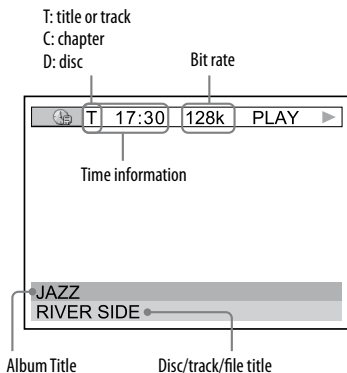 T: title or track
C: chapter
D: disc
Bit rate
T 17:30 128k PLAY
Time information
JAZZ
RIVER SIDE
Album Title Disc/track/file title